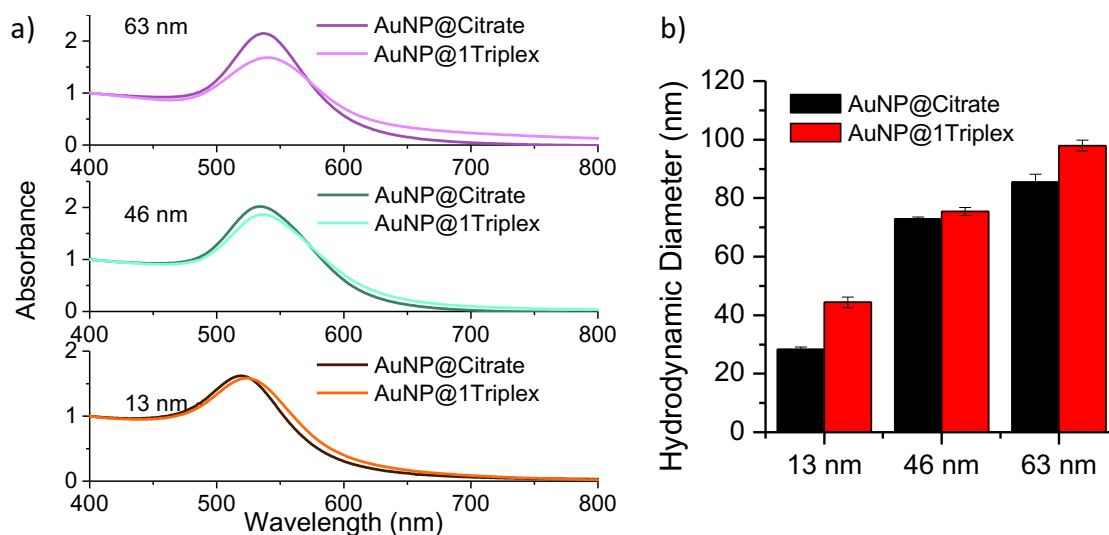 a)
63 nm
AuNP@Citrate
AuNP@1Triplex
2
1
0
400 500 600 700 800
46 nm
AuNP@Citrate
AuNP@1Triplex
2
1
0
400 500 600 700 800
13 nm
AuNP@Citrate
AuNP@1Triplex
2
1
0
400 500 600 700 800
Absorbance
Wavelength (nm)
b)
AuNP@Citrate
AuNP@1Triplex
120
100
80
60
40
20
0
Hydrodynamic Diameter (nm)
13 nm 46 nm 63 nm